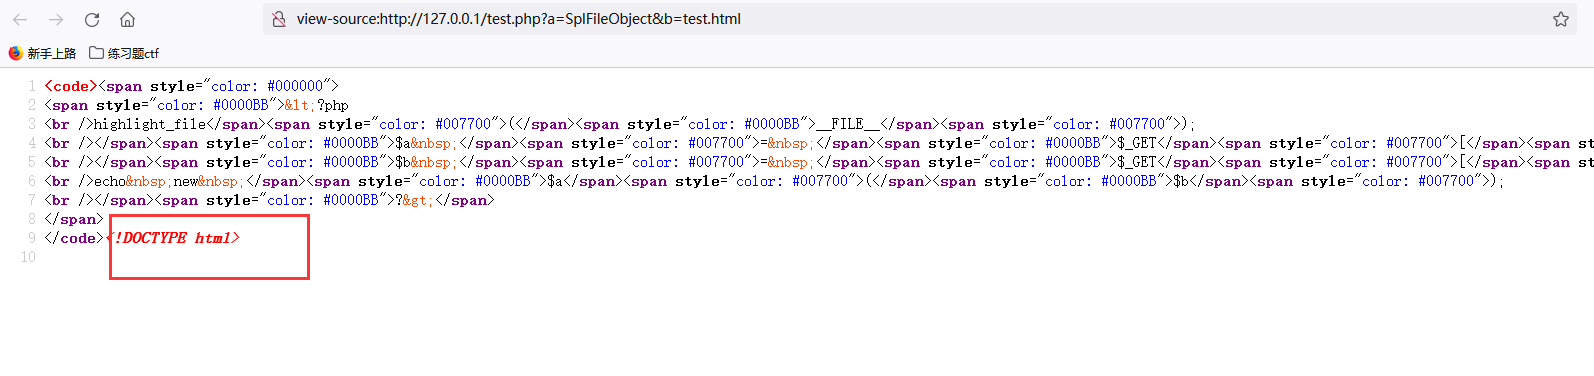 view-source:http://127.0.0.1/test.php?a=SplFileObject&b=test.html
新手上路 练习题ctf
1 <code><span style="color: #000000">
2 <span style="color: #0000BB">&lt;?php
3 <br />highlight_file</span><span style="color: #007700">(</span><span style="color: #0000BB">__FILE__</span><span style="color: #007700">);
4 <br /></span><span style="color: #0000BB">$a&nbsp;</span><span style="color: #007700">=&nbsp;</span><span style="color: #0000BB">$_GET</span><span style="color: #007700">[</span><span st
5 <br /></span><span style="color: #0000BB">$b&nbsp;</span><span style="color: #007700">=&nbsp;</span><span style="color: #0000BB">$_GET</span><span style="color: #007700">[</span><span st
6 <br />echo&nbsp;new&nbsp;</span><span style="color: #0000BB">$a</span><span style="color: #007700">(</span><span style="color: #0000BB">$b</span><span style="color: #007700">);
7 <br /></span><span style="color: #0000BB">?&gt;</span>
8 </span>
9 </code><!DOCTYPE html>
10